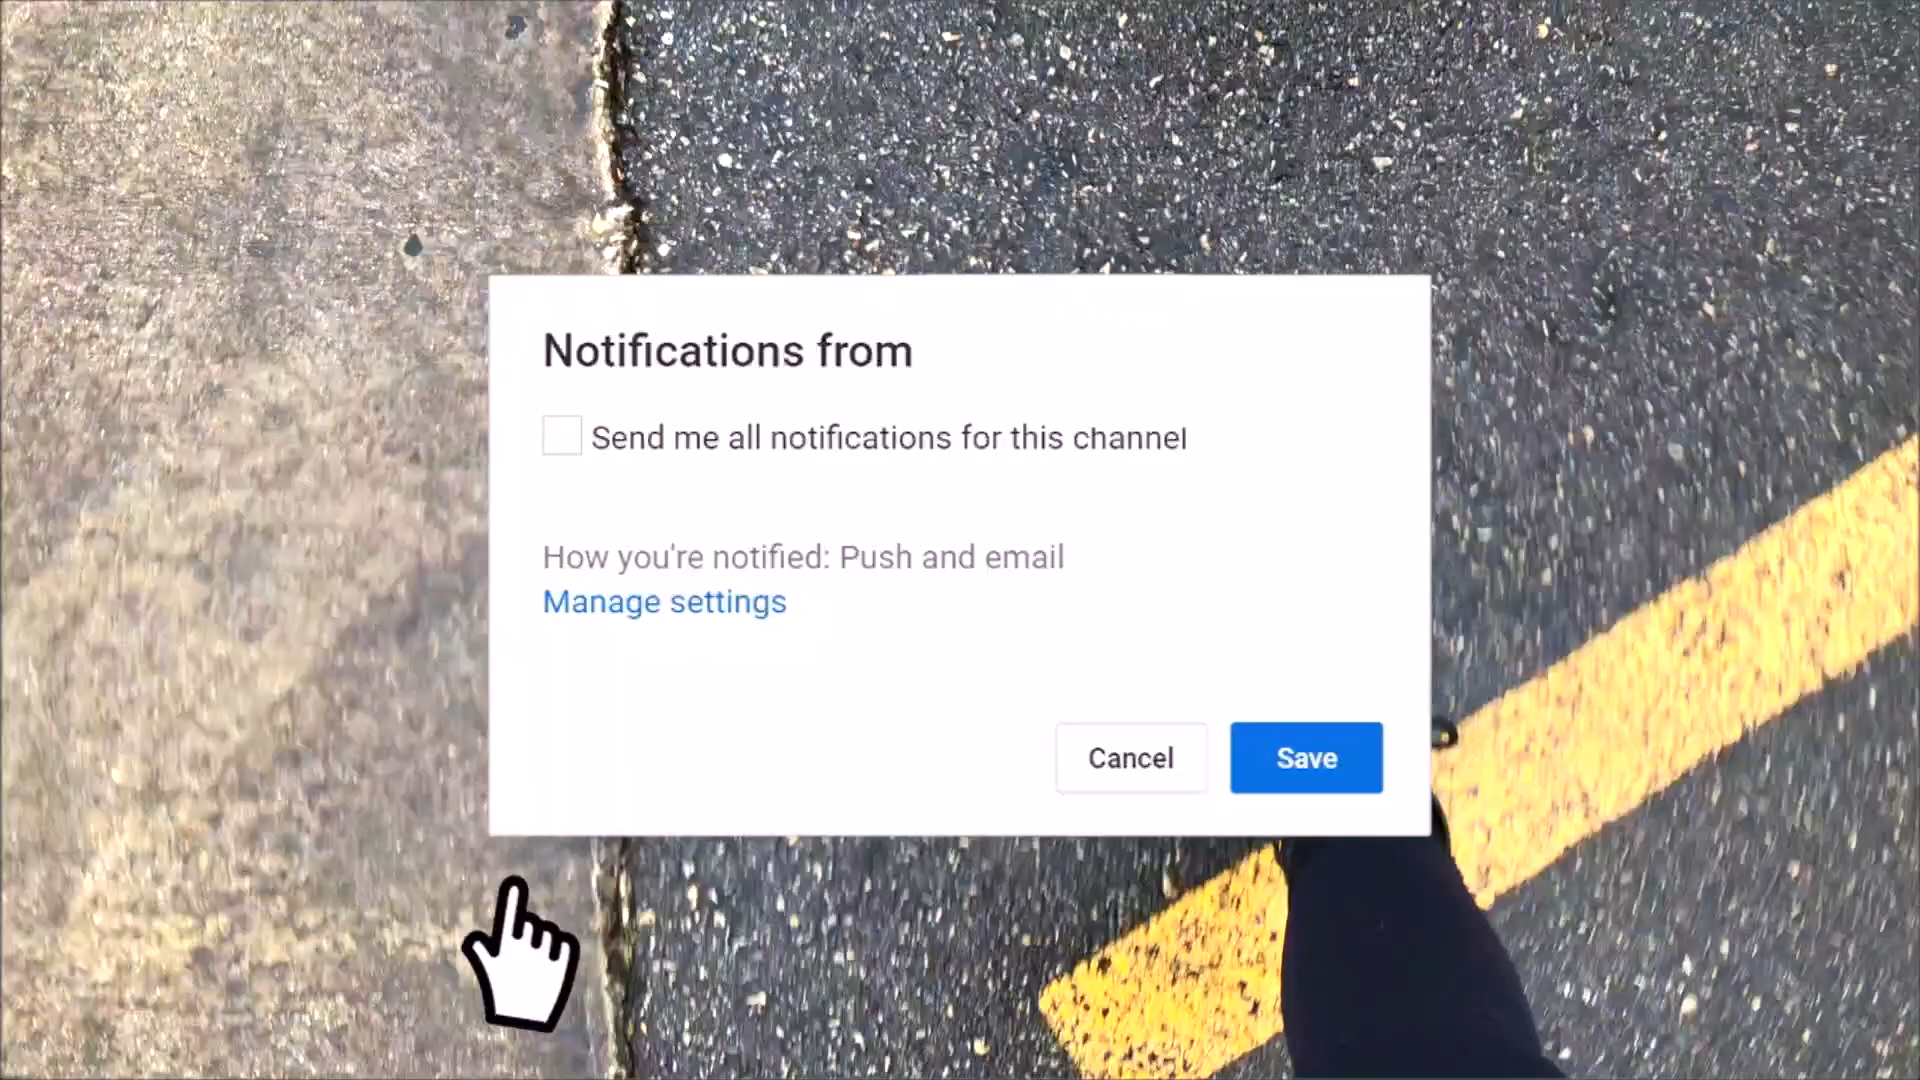 Notifications from
Send me all notifications for this channel
How you're notified: Push and email
Manage settings
Cancel
Save